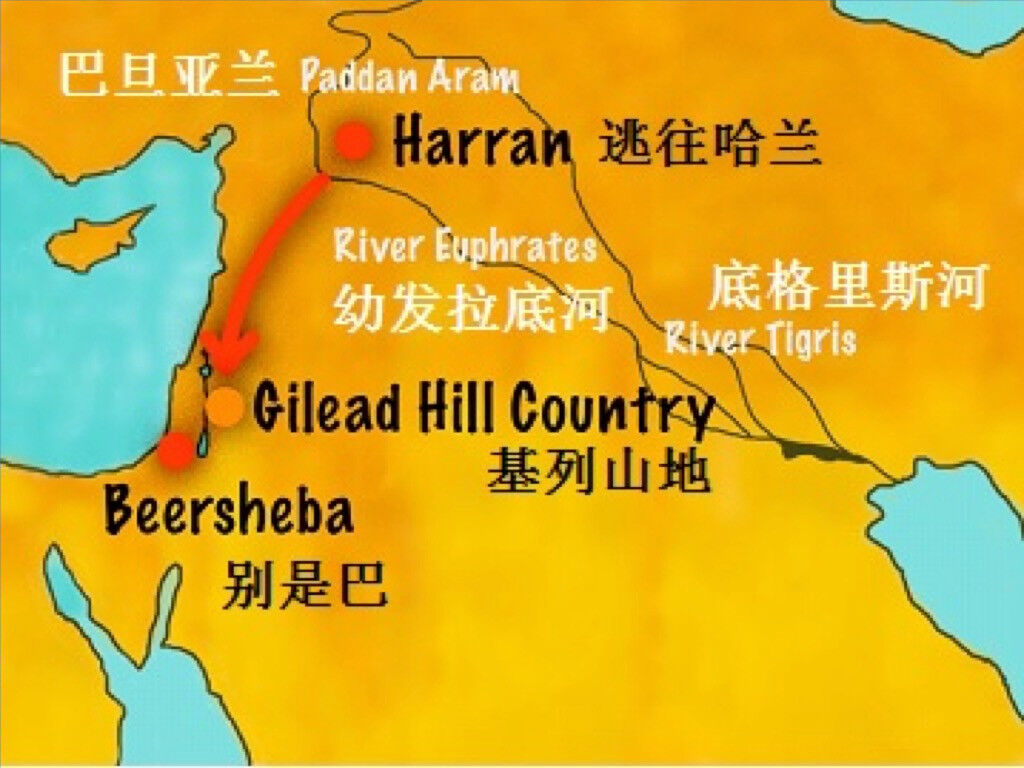 巴旦亚兰 Paddan Aram
Harran 逃往哈兰
River Euphrates
幼发拉底河
底格里斯河
River Tigris
Gilead Hill Country
基列山地
Beersheba
别是巴